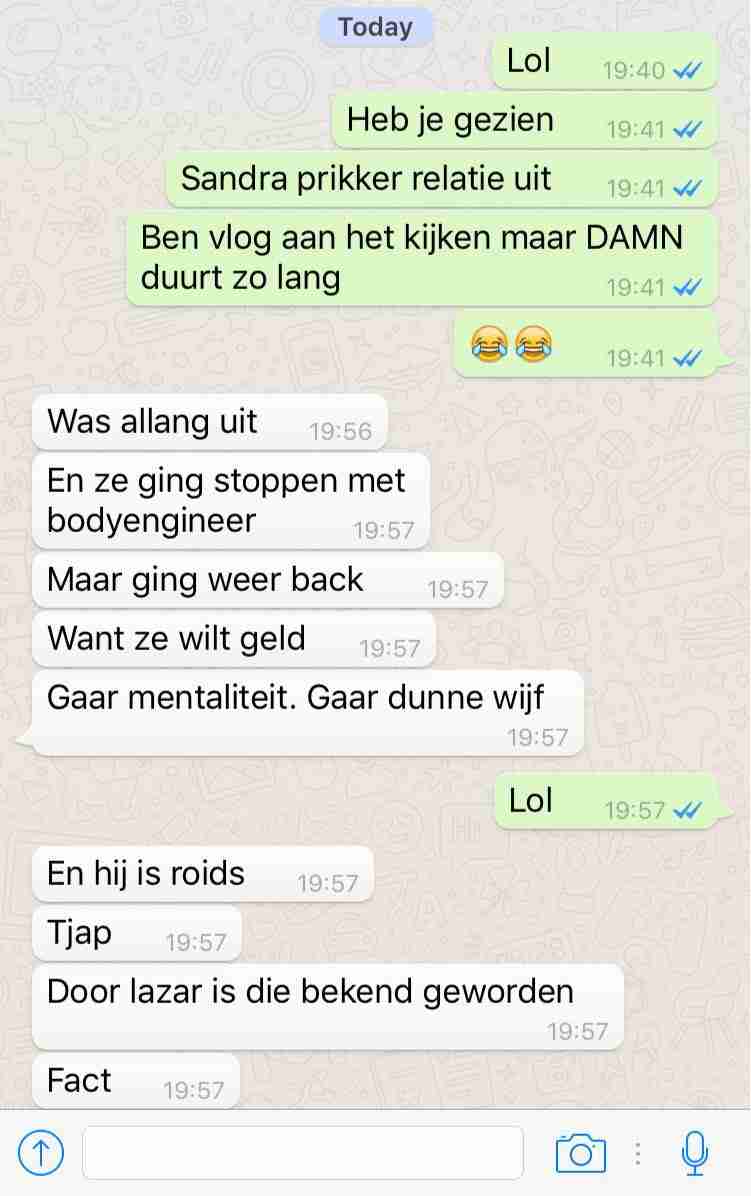 Today
Lol 19:40
Heb je gezien 19:41
Sandra prikker relatie uit 19:41
Ben vlog aan het kijken maar DAMN
duurt zo lang 19:41
😂😂 19:41
Was allang uit 19:56
En ze ging stoppen met
bodyengineer 19:57
Maar ging weer back 19:57
Want ze wilt geld 19:57
Gaar mentaliteit. Gaar dunne wijf
19:57
Lol 19:57
En hij is roids 19:57
Tjap 19:57
Door lazar is die bekend geworden
19:57
Fact 19:57